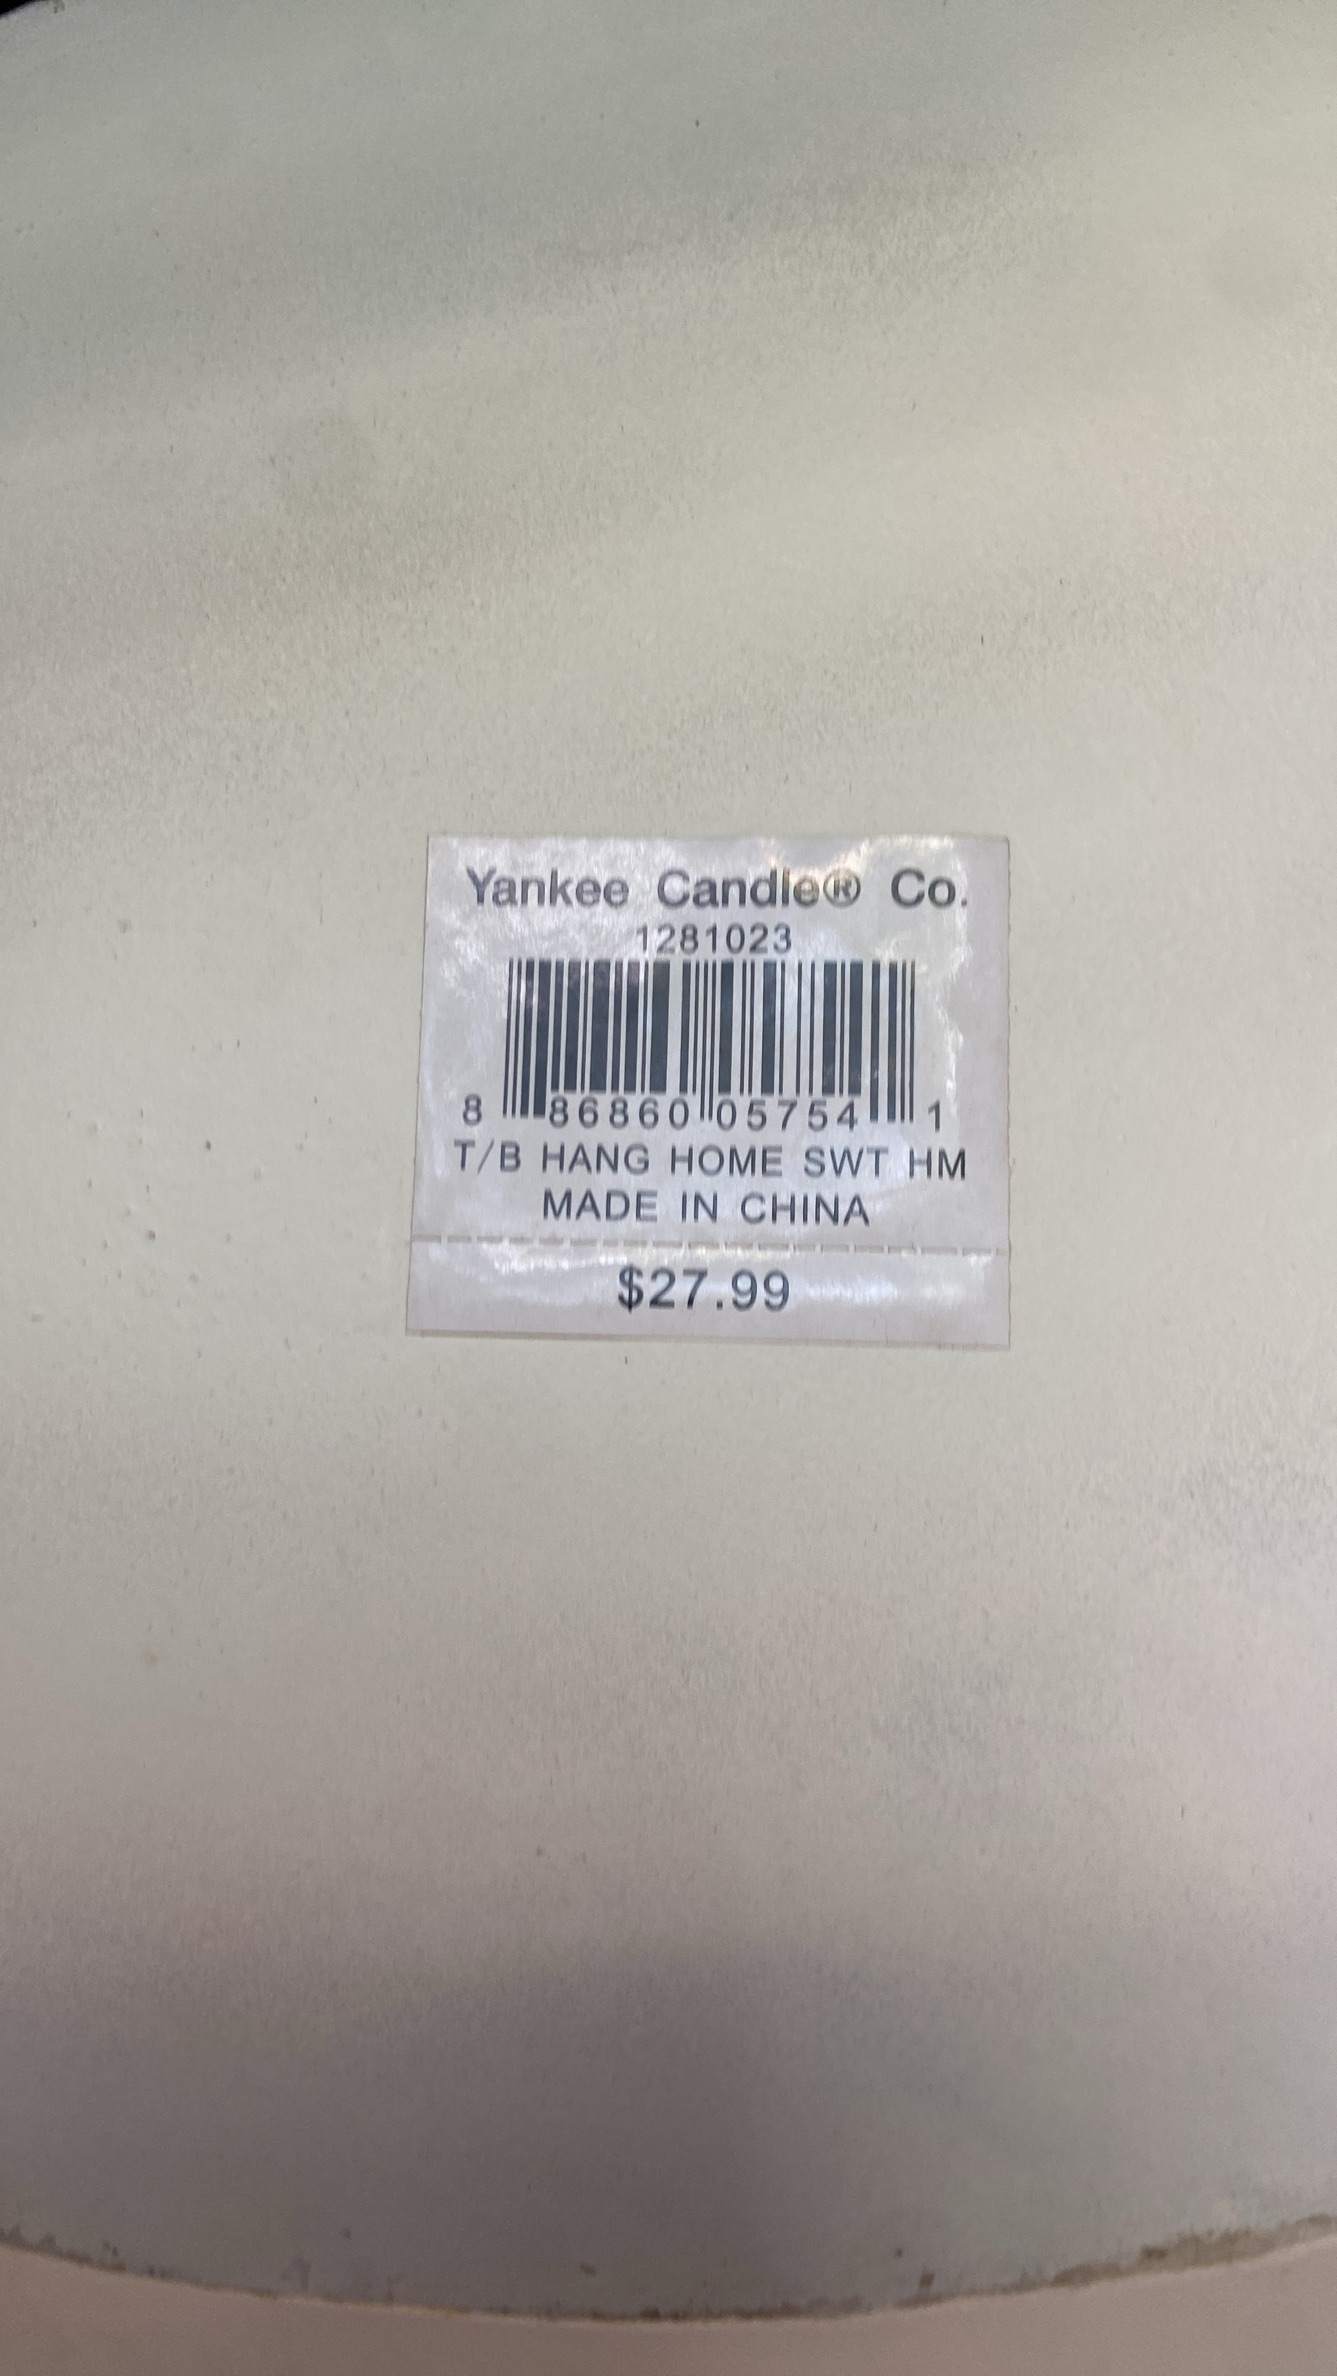 Yankee Candle® Co.
1281023
8 86860 05754 1
T/B HANG HOME SWT HM
MADE IN CHINA
$27.99